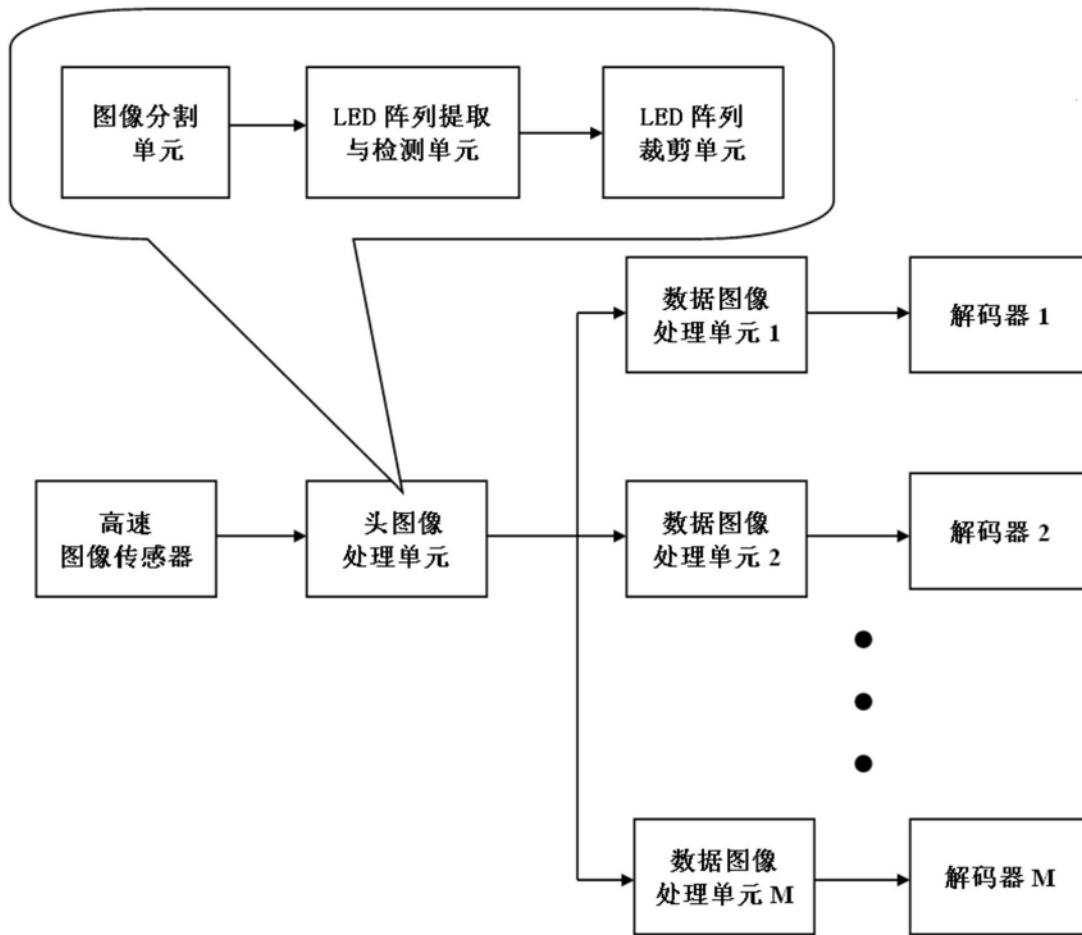 图像分割
单元
LED 阵列提取
与检测单元
LED 阵列
裁剪单元
数据图像
处理单元 1
解码器 1
高速
图像传感器
头图像
处理单元
数据图像
处理单元 2
解码器 2
数据图像
处理单元 M
解码器 M